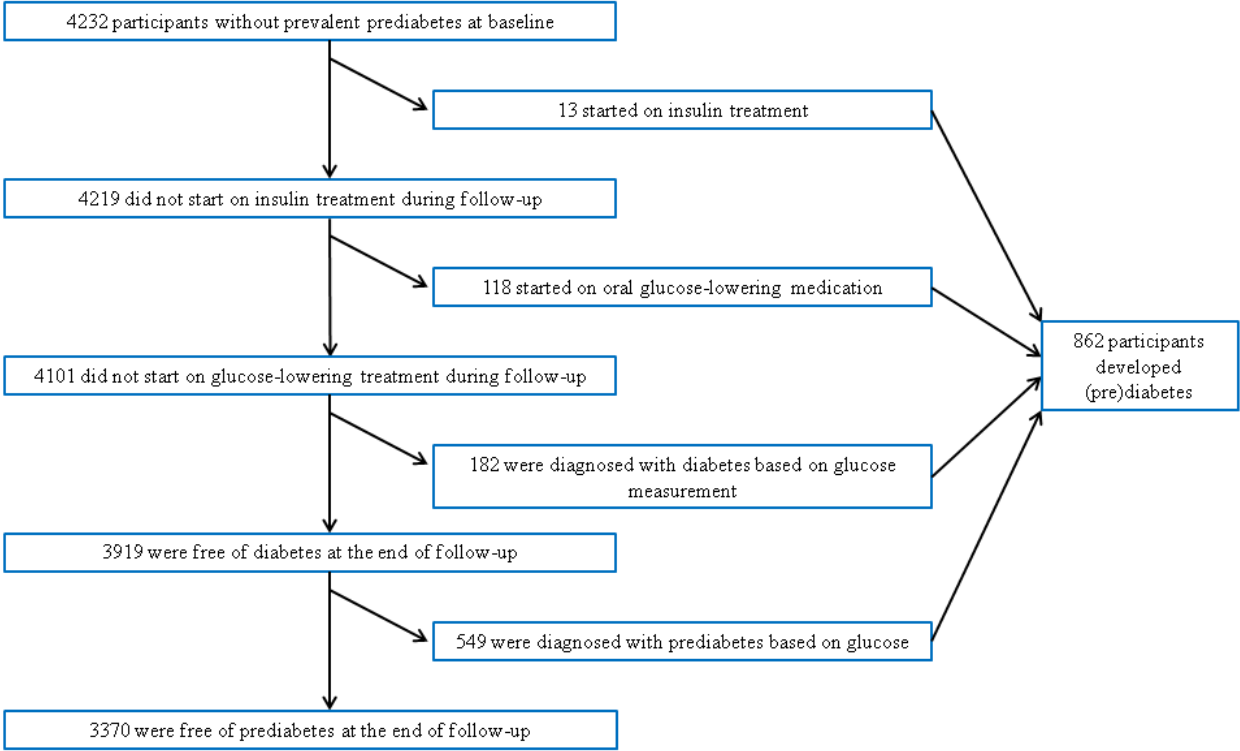 4232 participants without prevalent prediabetes at baseline
13 started on insulin treatment
4219 did not start on insulin treatment during follow-up
118 started on oral glucose-lowering medication
862 participants
developed
(pre)diabetes
4101 did not start on glucose-lowering treatment during follow-up
182 were diagnosed with diabetes based on glucose
measurement
3919 were free of diabetes at the end of follow-up
549 were diagnosed with prediabetes based on glucose
3370 were free of prediabetes at the end of follow-up